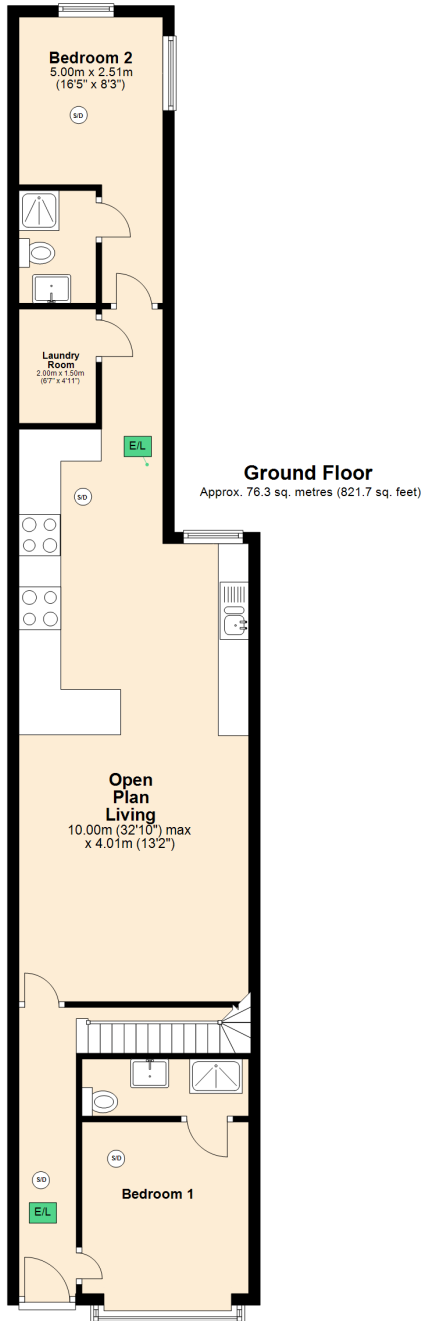 Bedroom 2
5.00m x 2.51m
(16'5" x 8'3")
S/D
Laundry
Room
2.00m x 1.50m
(6'7" x 4'11")
E/L
S/D
Ground Floor
Approx. 76.3 sq. metres (821.7 sq. feet)
Open
Plan
Living
10.00m (32'10") max
x 4.01m (13'2")
S/D
S/D
Bedroom 1
E/L